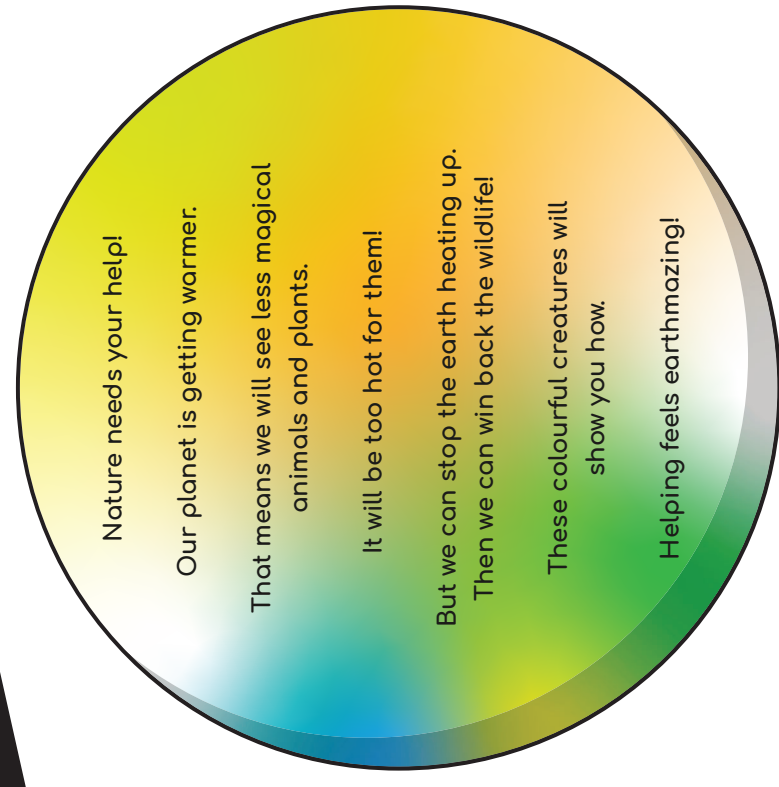 Nature needs your help!
Our planet is getting warmer.
That means we will see less magical
animals and plants.
It will be too hot for them!
But we can stop the earth heating up.
Then we can win back the wildlife!
These colourful creatures will
show you how.
Helping feels earthmazing!